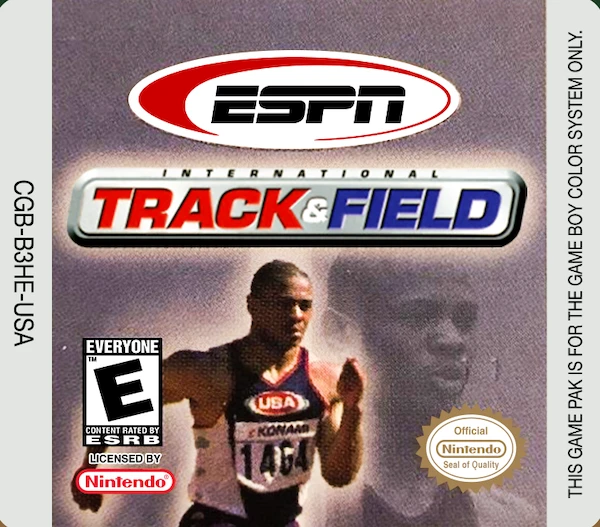 ESPN
INTERNATIONAL
TRACK & FIELD
CGB-B3HE-USA
THIS GAME PAK IS FOR THE GAME BOY COLOR SYSTEM ONLY.
EVERYONE
TM
E
CONTENT RATED BY
ESRB
LICENSED BY
Nintendo®
USA
KONAMI
1464
Official
Nintendo
Seal of Quality